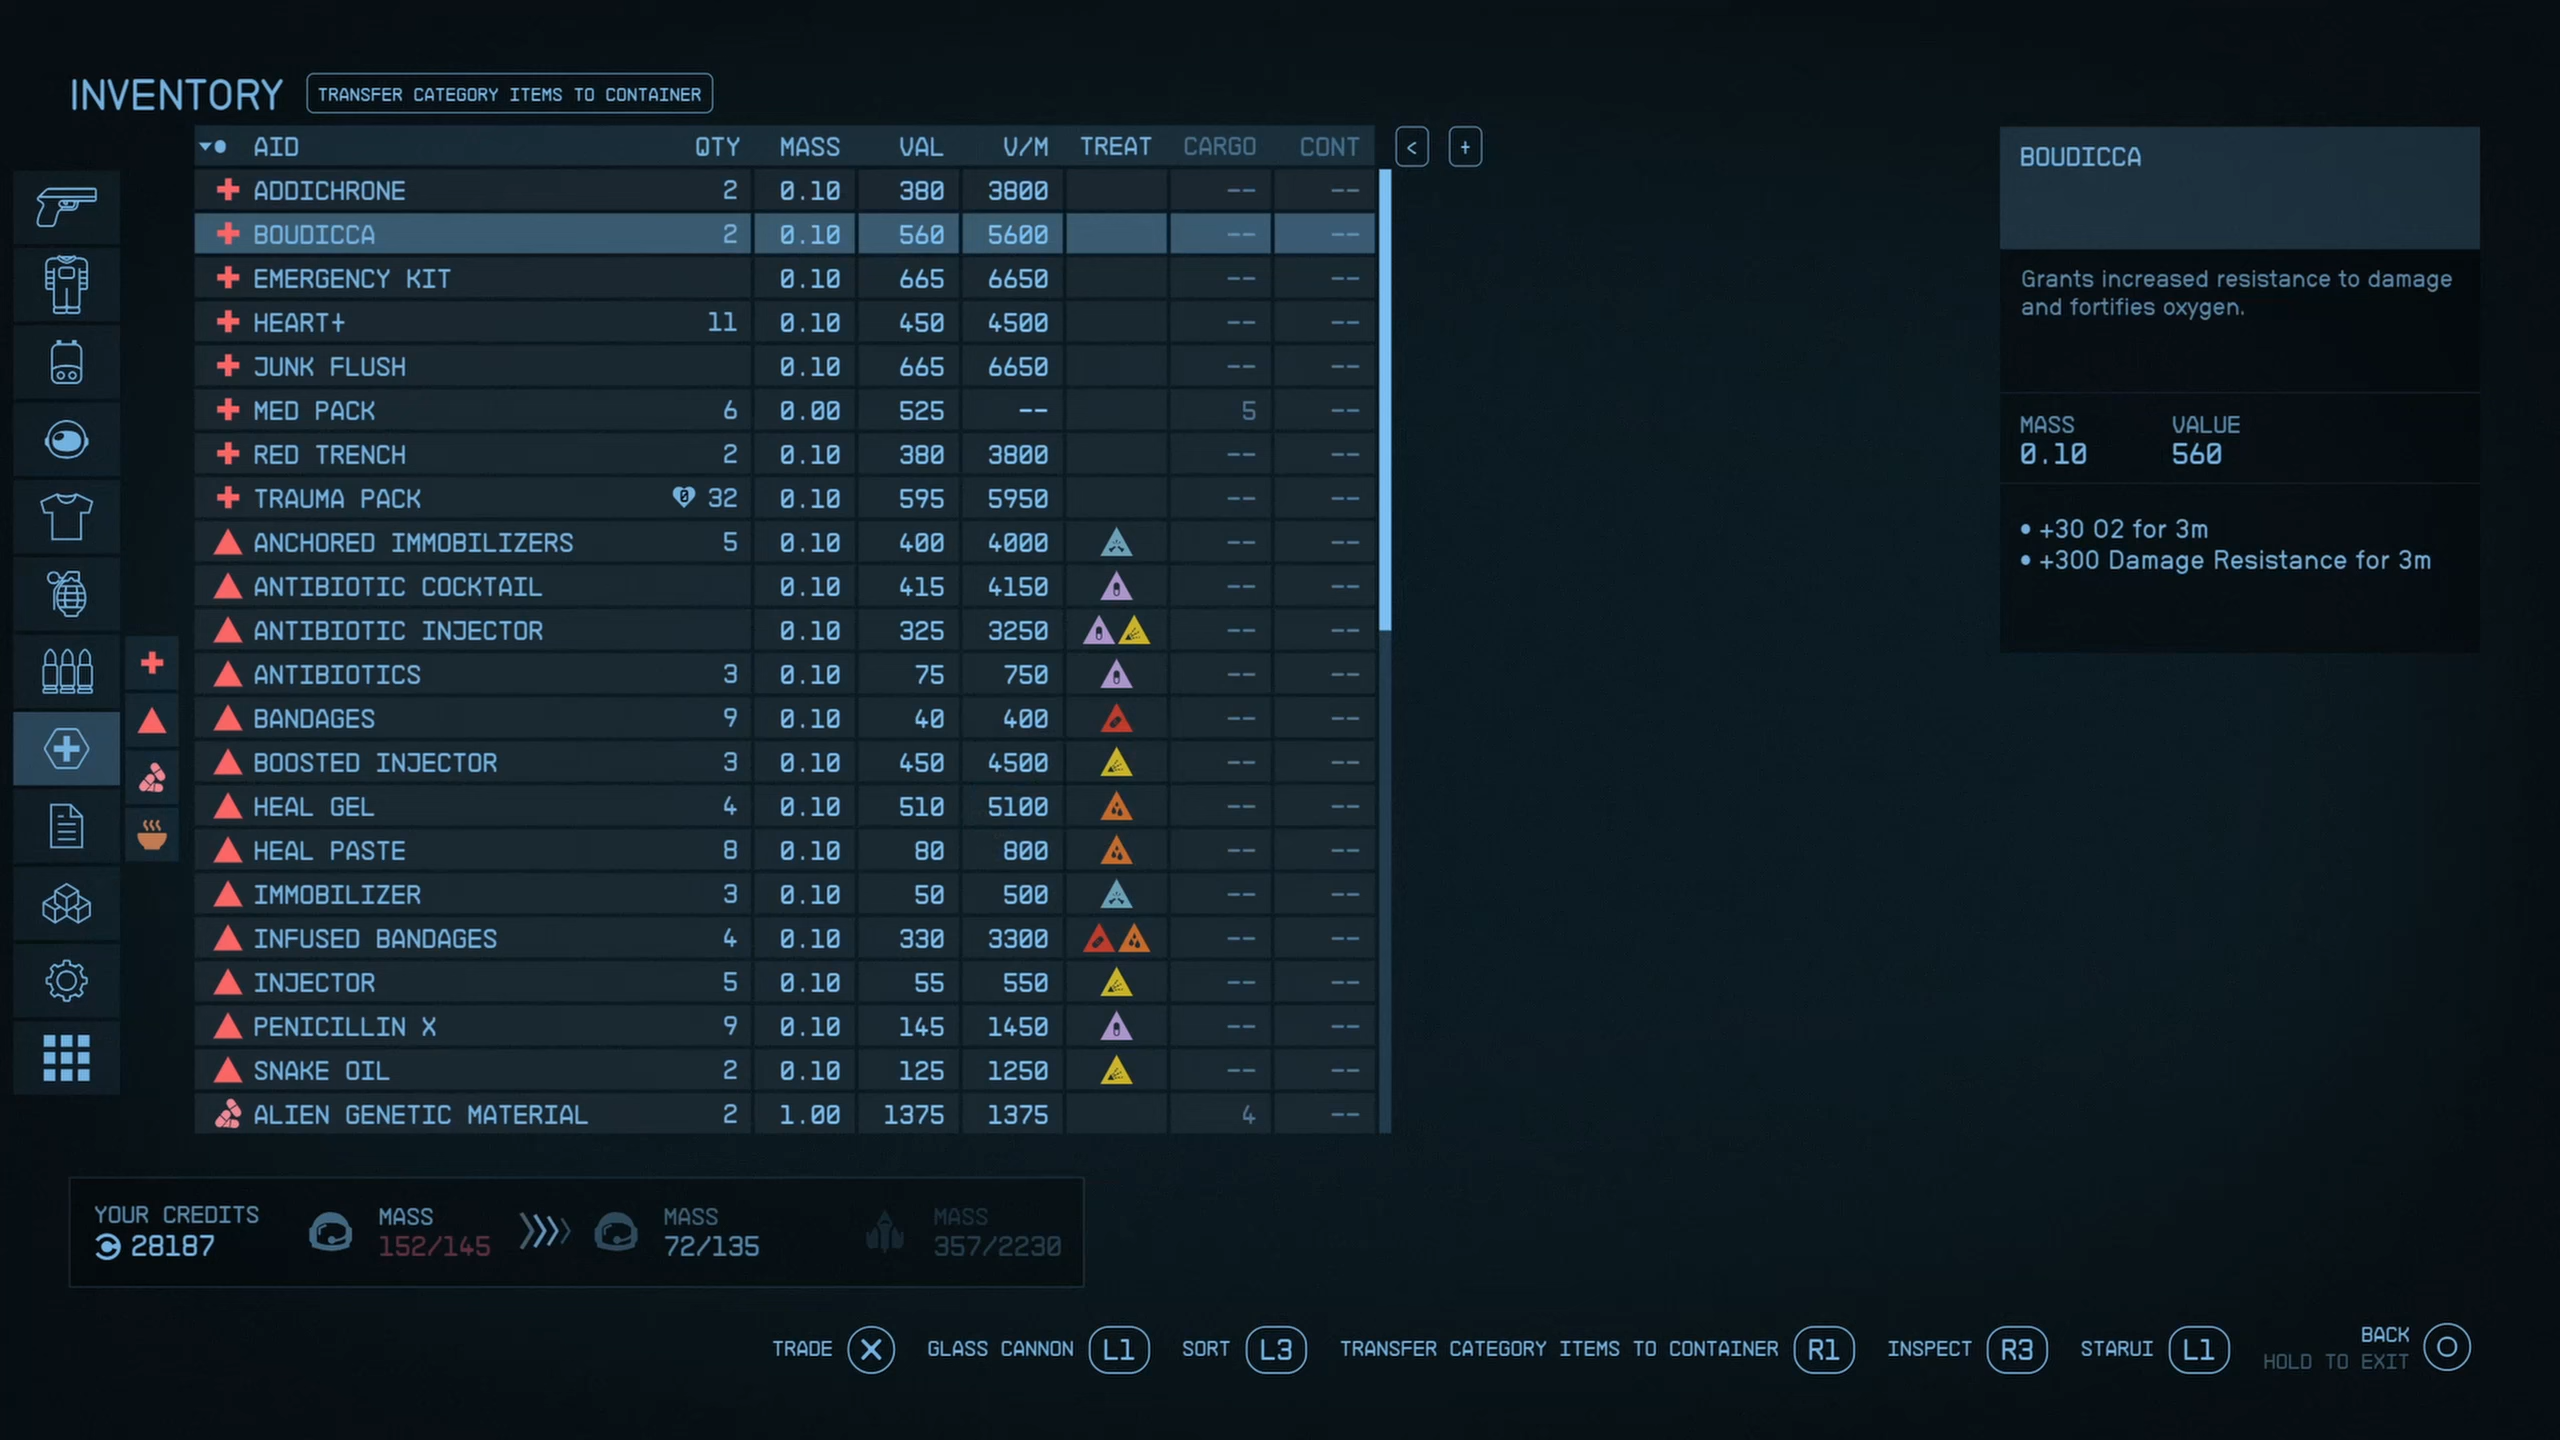 INVENTORY TRANSFER CATEGORY ITEMS TO CONTAINER
AID QTY MASS VAL V/M TREAT CARGO CONT < +
ADDICHRONE 2 0.10 380 3800 -- --
BOUDICCA 2 0.10 560 5600 -- --
EMERGENCY KIT 0.10 665 6650 -- --
HEART+ 11 0.10 450 4500 -- --
JUNK FLUSH 0.10 665 6650 -- --
MED PACK 6 0.00 525 -- 5 --
RED TRENCH 2 0.10 380 3800 -- --
TRAUMA PACK 0 32 0.10 595 5950 -- --
ANCHORED IMMOBILIZERS 5 0.10 400 4000 -- --
ANTIBIOTIC COCKTAIL 0.10 415 4150 -- --
ANTIBIOTIC INJECTOR 0.10 325 3250 -- --
ANTIBIOTICS 3 0.10 75 750 -- --
BANDAGES 9 0.10 40 400 -- --
BOOSTED INJECTOR 3 0.10 450 4500 -- --
HEAL GEL 4 0.10 510 5100 -- --
HEAL PASTE 8 0.10 80 800 -- --
IMMOBILIZER 3 0.10 50 500 -- --
INFUSED BANDAGES 4 0.10 330 3300 -- --
INJECTOR 5 0.10 55 550 -- --
PENICILLIN X 9 0.10 145 1450 -- --
SNAKE OIL 2 0.10 125 1250 -- --
ALIEN GENETIC MATERIAL 2 1.00 1375 1375 4 --
BOUDICCA
Grants increased resistance to damage
and fortifies oxygen.
MASS VALUE
0.10 560
• +30 O2 for 3m
• +300 Damage Resistance for 3m
YOUR CREDITS MASS MASS MASS
28187 152/145 72/135 357/2230
TRADE X GLASS CANNON L1 SORT L3 TRANSFER CATEGORY ITEMS TO CONTAINER R1 INSPECT R3 STARUI L1 BACK
HOLD TO EXIT